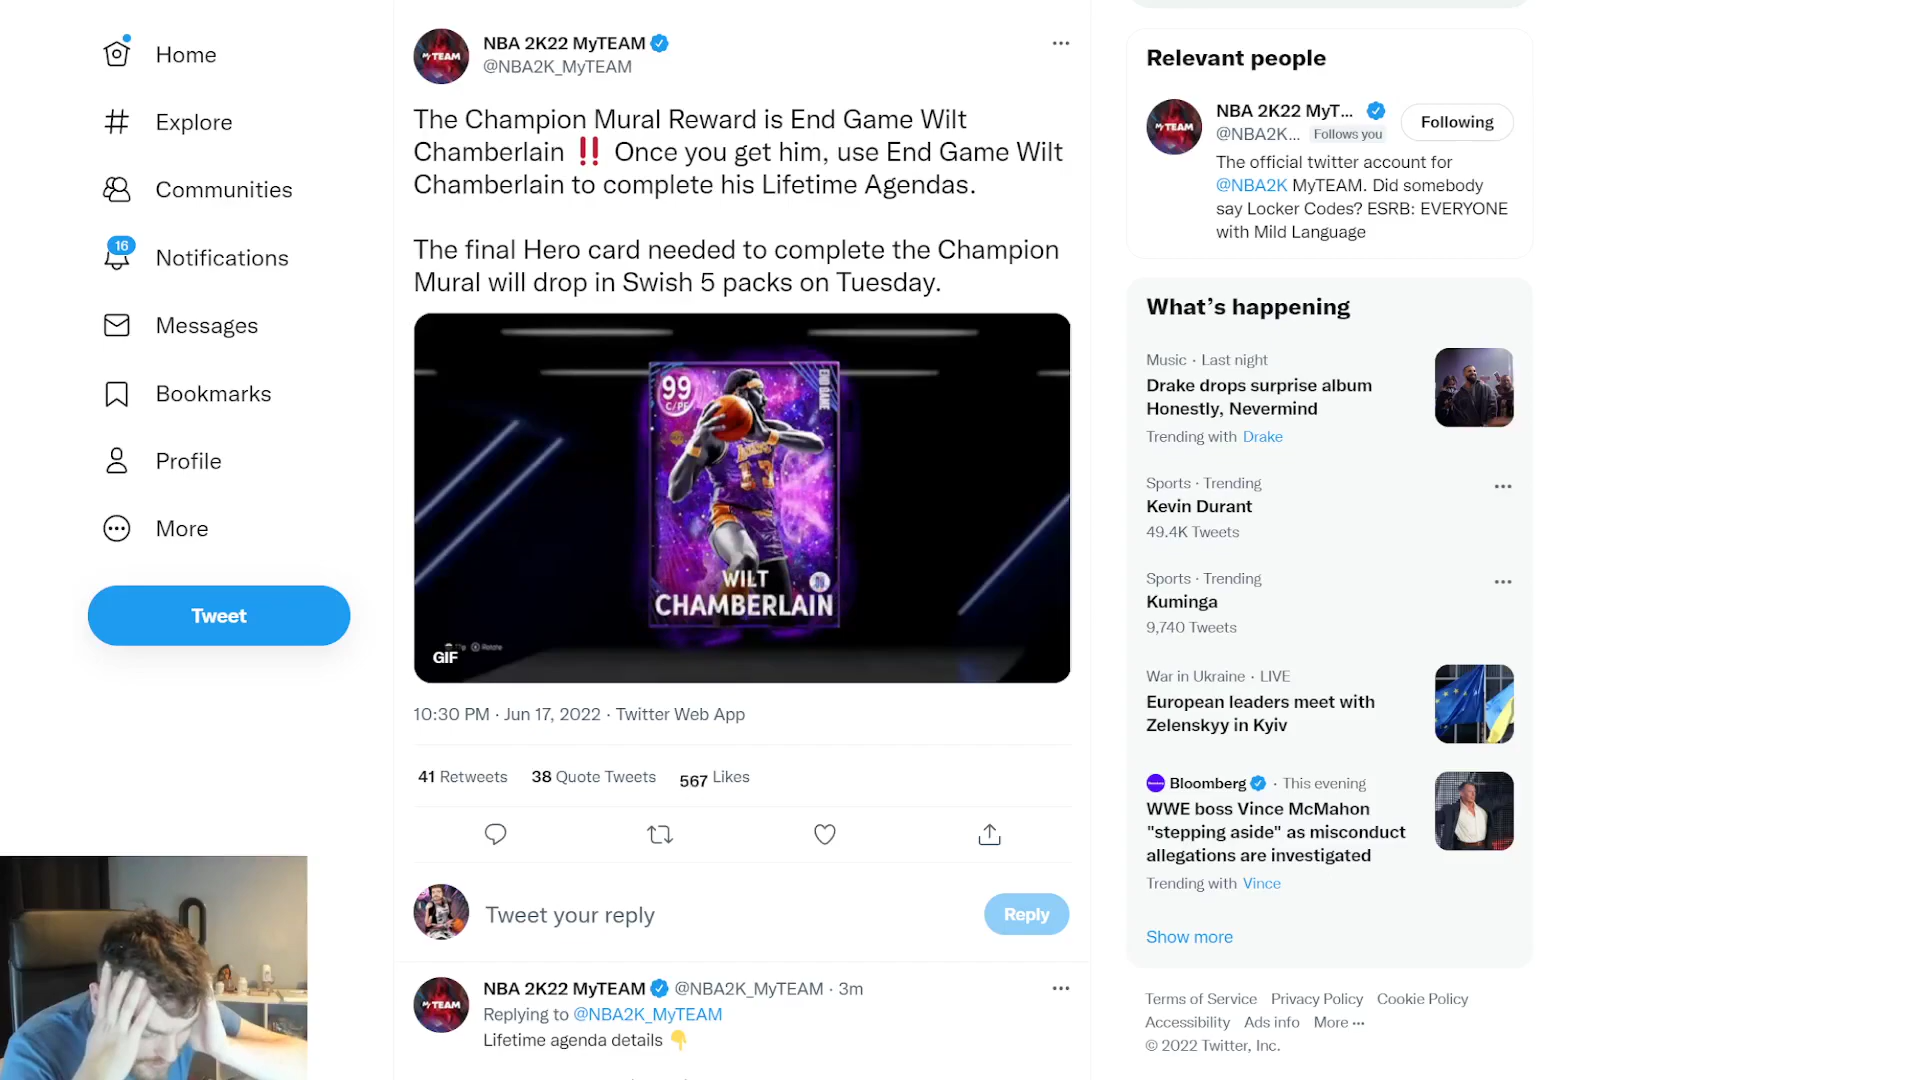 Home
Explore
Communities
16
Notifications
Messages
Bookmarks
Profile
More
Tweet
MYTEAM
NBA 2K22 MyTEAM
@NBA2K_MyTEAM
The Champion Mural Reward is End Game Wilt
Chamberlain ‼️ Once you get him, use End Game Wilt
Chamberlain to complete his Lifetime Agendas.
The final Hero card needed to complete the Champion
Mural will drop in Swish 5 packs on Tuesday.
99
C/PF
END GAME
13
WILT
CHAMBERLAIN
Rotate
GIF
10:30 PM · Jun 17, 2022 · Twitter Web App
41 Retweets 38 Quote Tweets 567 Likes
Tweet your reply
Reply
MYTEAM
NBA 2K22 MyTEAM @NBA2K_MyTEAM · 3m
Replying to @NBA2K_MyTEAM
Lifetime agenda details 👇
Relevant people
MYTEAM
NBA 2K22 MyT...
@NBA2K... Follows you
Following
The official twitter account for
@NBA2K MyTEAM. Did somebody
say Locker Codes? ESRB: EVERYONE
with Mild Language
What's happening
Music · Last night
Drake drops surprise album
Honestly, Nevermind
Trending with Drake
Sports · Trending
Kevin Durant
49.4K Tweets
Sports · Trending
Kuminga
9,740 Tweets
War in Ukraine · LIVE
European leaders meet with
Zelenskyy in Kyiv
Bloomberg · This evening
WWE boss Vince McMahon
"stepping aside" as misconduct
allegations are investigated
Trending with Vince
Show more
Terms of Service Privacy Policy Cookie Policy
Accessibility Ads info More ···
© 2022 Twitter, Inc.